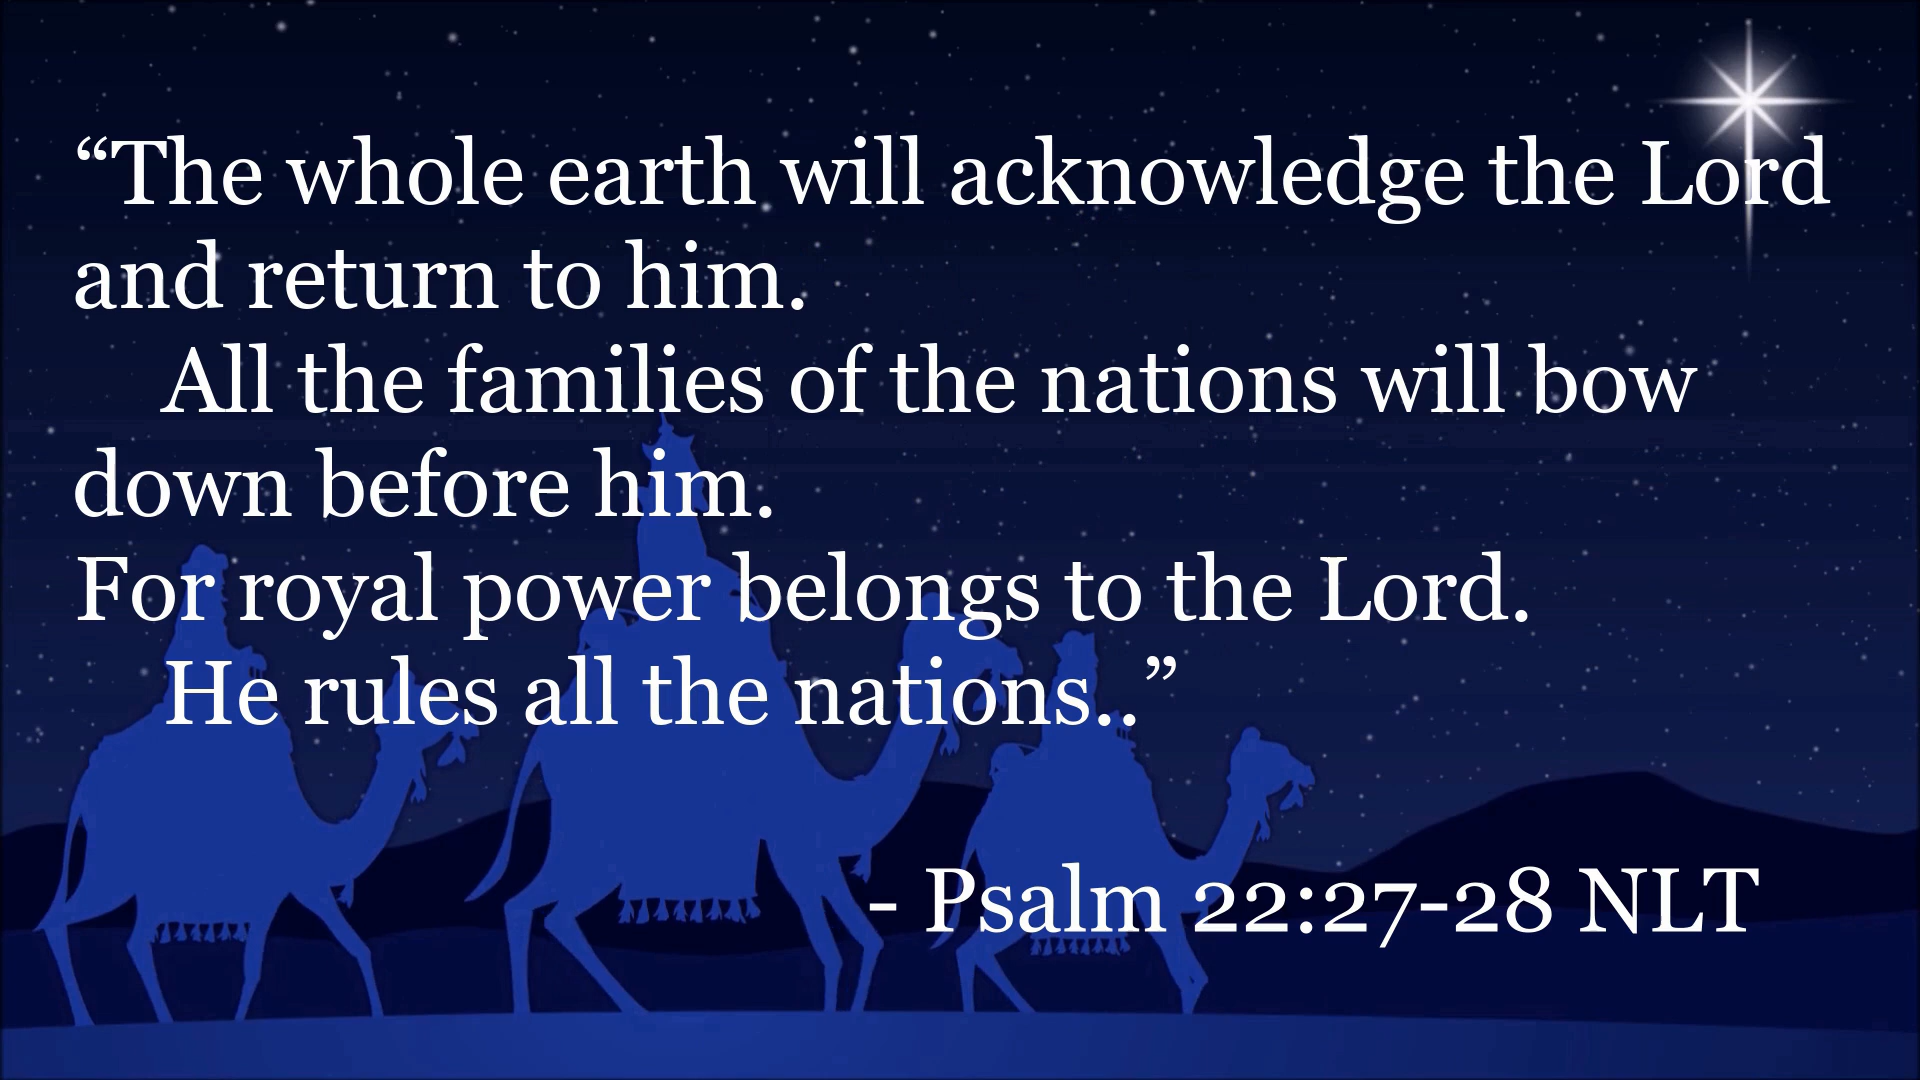 “The whole earth will acknowledge the Lord
and return to him.
All the families of the nations will bow
down before him.
For royal power belongs to the Lord.
He rules all the nations..”
- Psalm 22:27-28 NLT